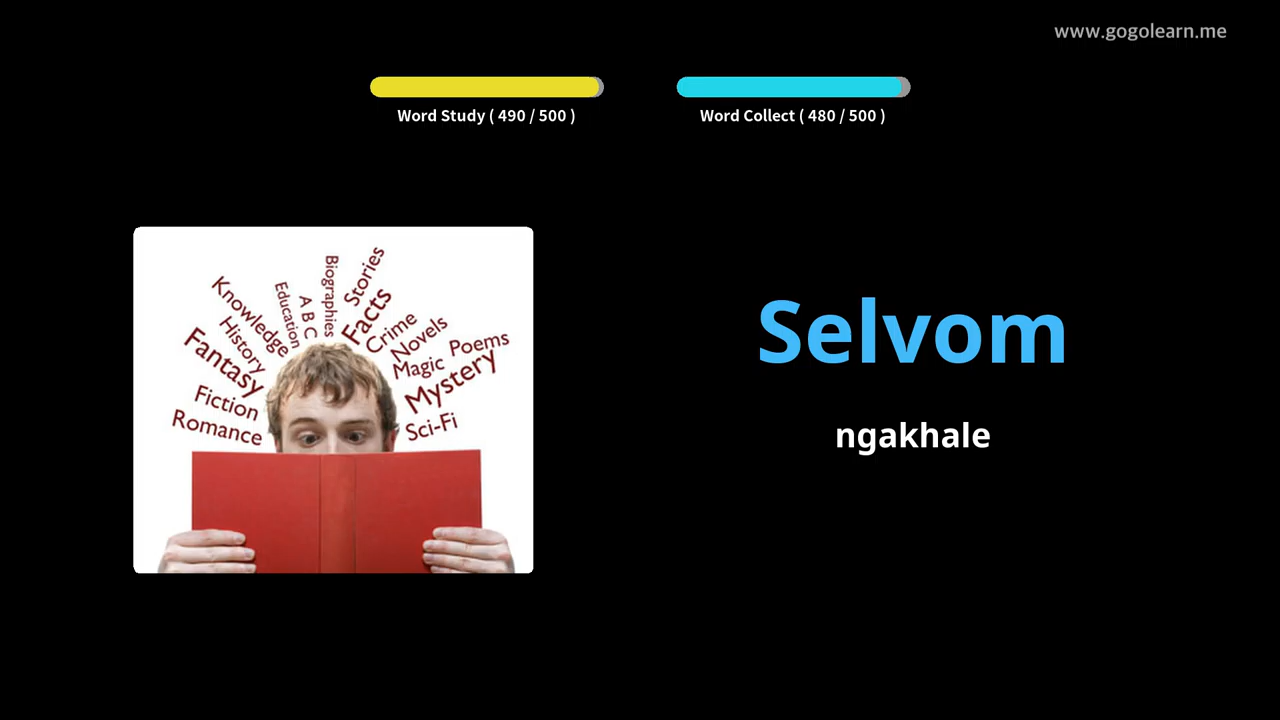 www.gogolearn.me
Word Study ( 490 / 500 )
Word Collect ( 480 / 500 )
Biographies
Stories
Education
A B C
Facts
Knowledge
Crime
History
Novels
Poems
Fantasy
Magic
Mystery
Fiction
Romance
Sci-Fi
Selvom
ngakhale